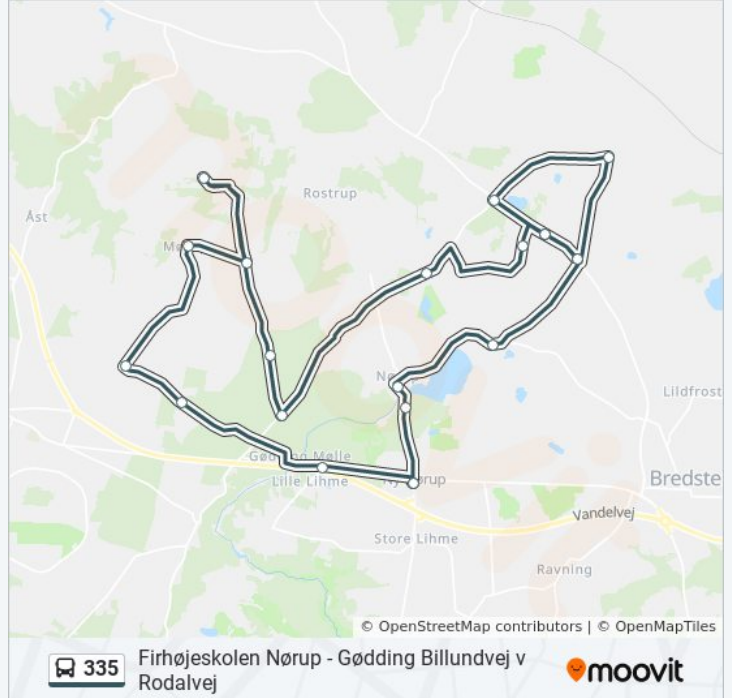 Rostrup
Åst
Lildfrost
Gødding Mølle
Lille Lihme
Bredste
Vandelvej
Store Lihme
Ravning
© OpenStreetMap contributors | © OpenMapTiles
335
Firhøjeskolen Nørup - Gødding Billundvej v
Rodalvej
moovit